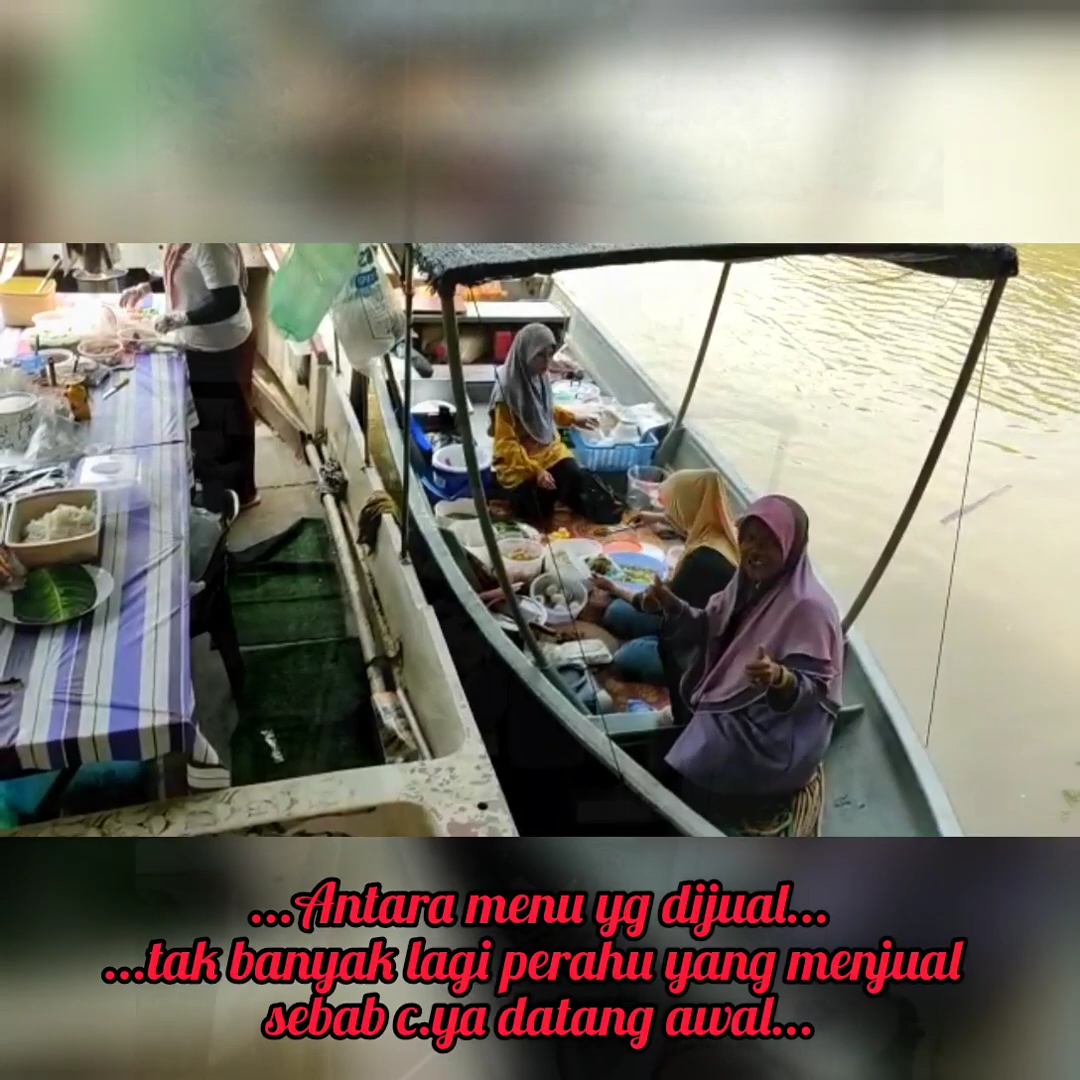 ...Antara menu yg dijual...
...tak banyak lagi perahu yang menjual
sebab c.ya datang awal...